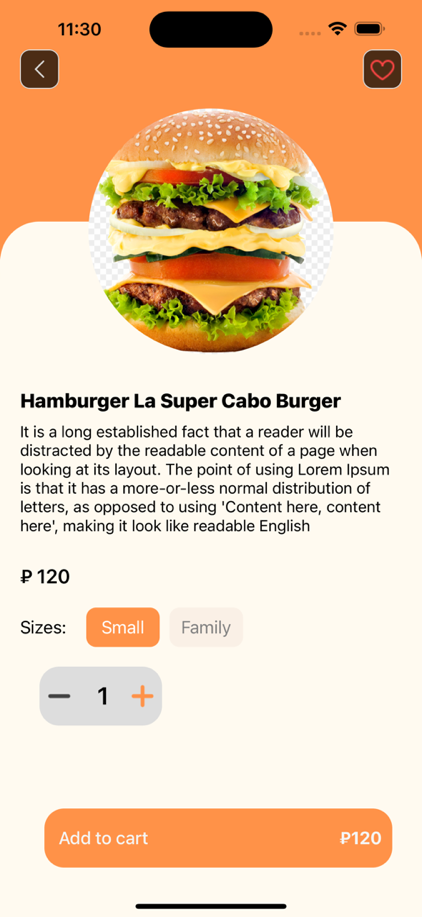 11:30
Hamburger La Super Cabo Burger
It is a long established fact that a reader will be
distracted by the readable content of a page when
looking at its layout. The point of using Lorem Ipsum
is that it has a more-or-less normal distribution of
letters, as opposed to using 'Content here, content
here', making it look like readable English
₽ 120
Sizes: Small Family
1
Add to cart ₽120